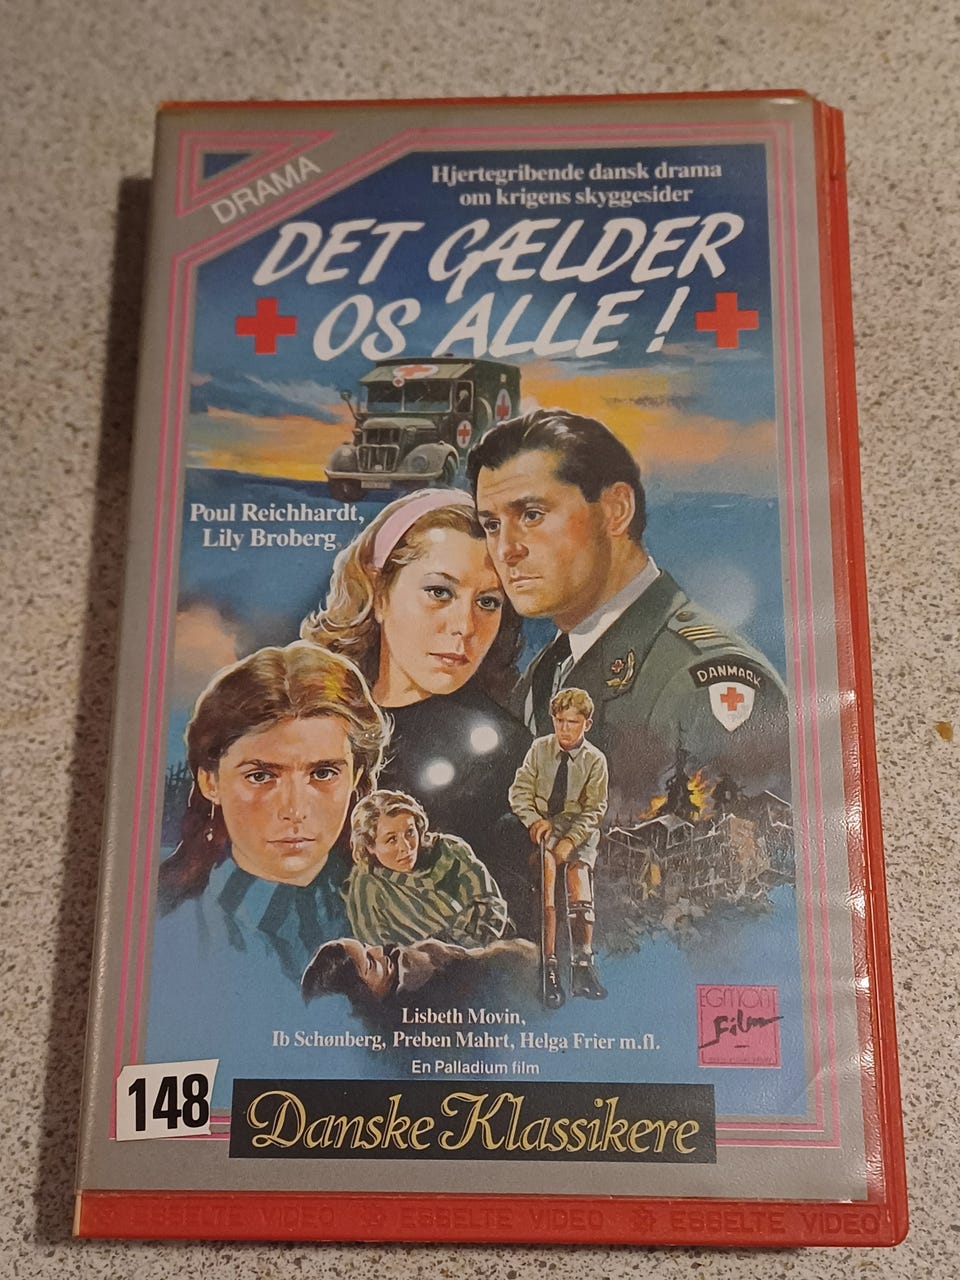 DRAMA
Hjertegribende dansk drama
om krigens skyggesider
DET GÆLDER
OS ALLE!
Poul Reichhardt,
Lily Broberg
DANMARK
Lisbeth Movin,
Ib Schønberg, Preben Mahrt, Helga Frier m.fl.
En Palladium film
EGMONT
Film
148
Danske Klassikere
ESSELTE VIDEO ESSELTE VIDEO ESSELTE VIDEO